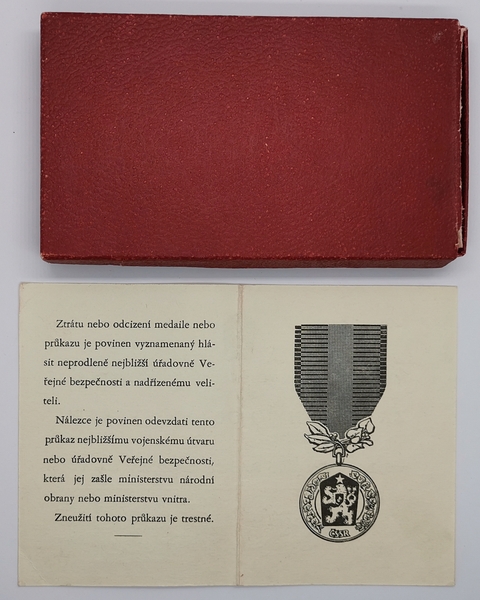 Ztrátu nebo odcizení medaile nebo
průkazu je povinen vyznamenaný hlá-
sit neprodleně nejbližší úřadovně Ve-
řejné bezpečnosti a nadřízenému veli-
teli.
Nálezce je povinen odevzdati tento
průkaz nejbližšímu vojenskému útvaru
nebo úřadovně Veřejné bezpečnosti,
která jej zašle ministerstvu národní
obrany nebo ministerstvu vnitra.
Zneužití tohoto průkazu je trestné.
ČSSR